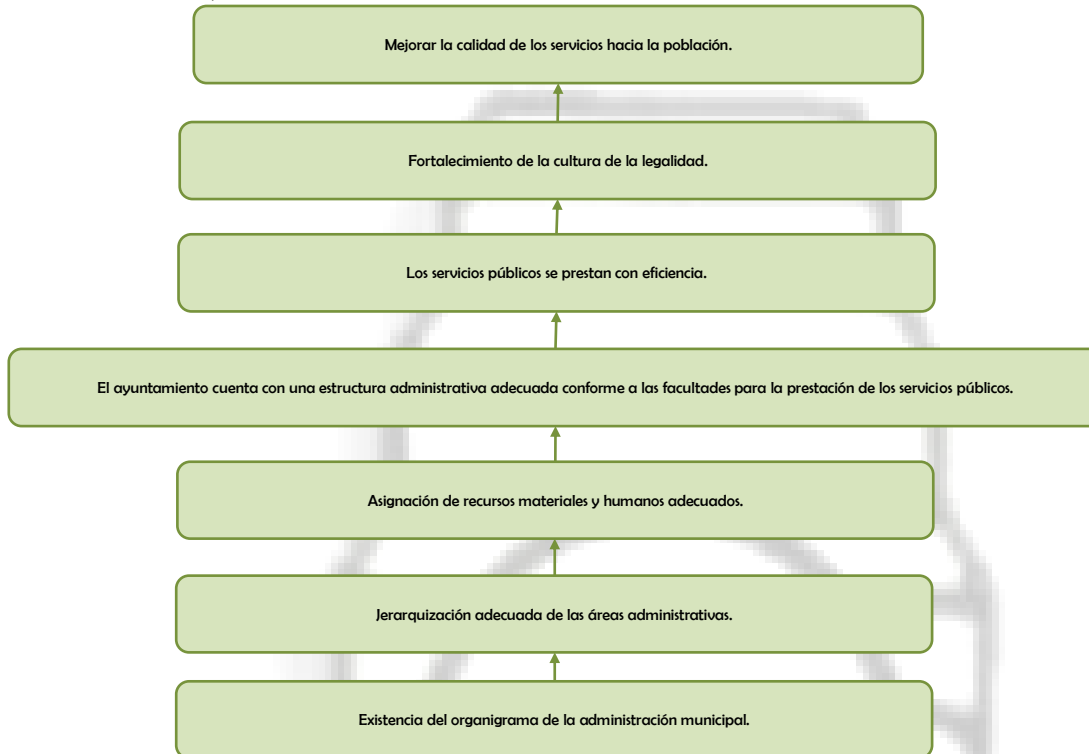 Mejorar la calidad de los servicios hacia la población.
Fortalecimiento de la cultura de la legalidad.
Los servicios públicos se prestan con eficiencia.
El ayuntamiento cuenta con una estructura administrativa adecuada conforme a las facultades para la prestación de los servicios públicos.
Asignación de recursos materiales y humanos adecuados.
Jerarquización adecuada de las áreas administrativas.
Existencia del organigrama de la administración municipal.